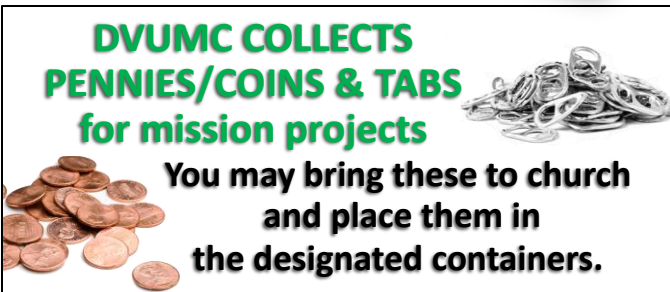 DVUMC COLLECTS
PENNIES/COINS & TABS
for mission projects
You may bring these to church
and place them in
the designated containers.